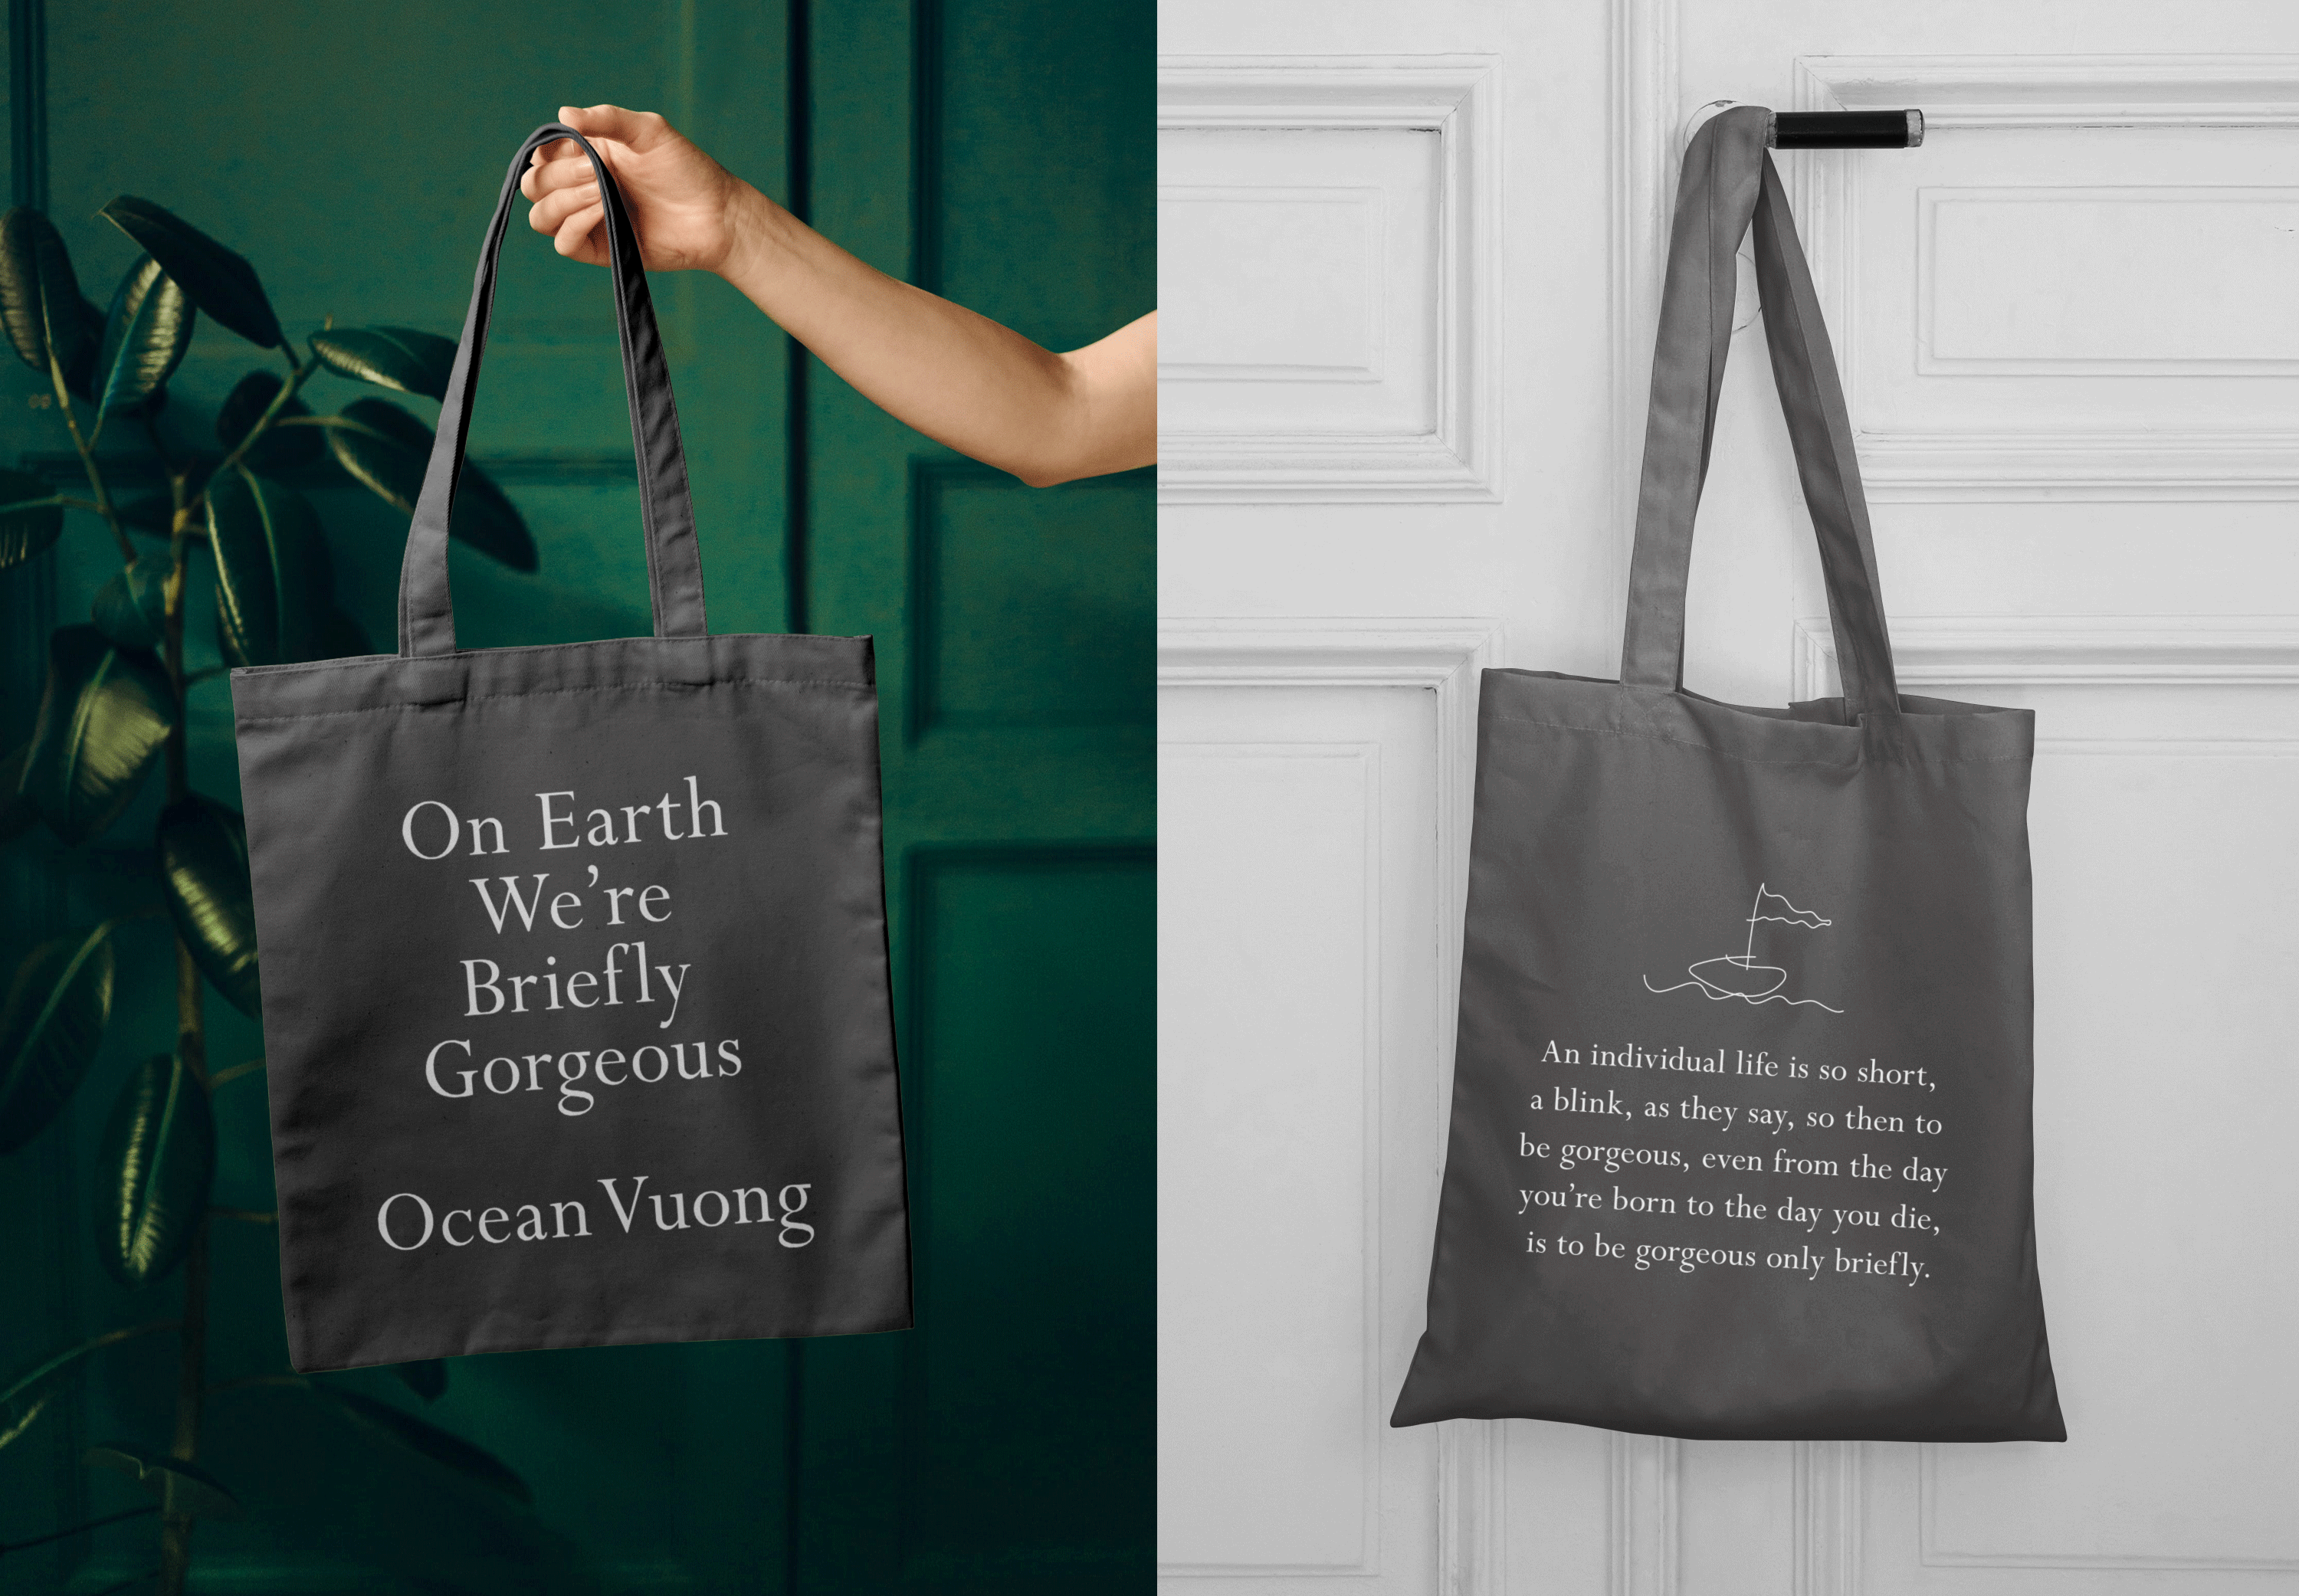 On Earth
We’re
Briefly
Gorgeous
Ocean Vuong
An individual life is so short,
a blink, as they say, so then to
be gorgeous, even from the day
you’re born to the day you die,
is to be gorgeous only briefly.